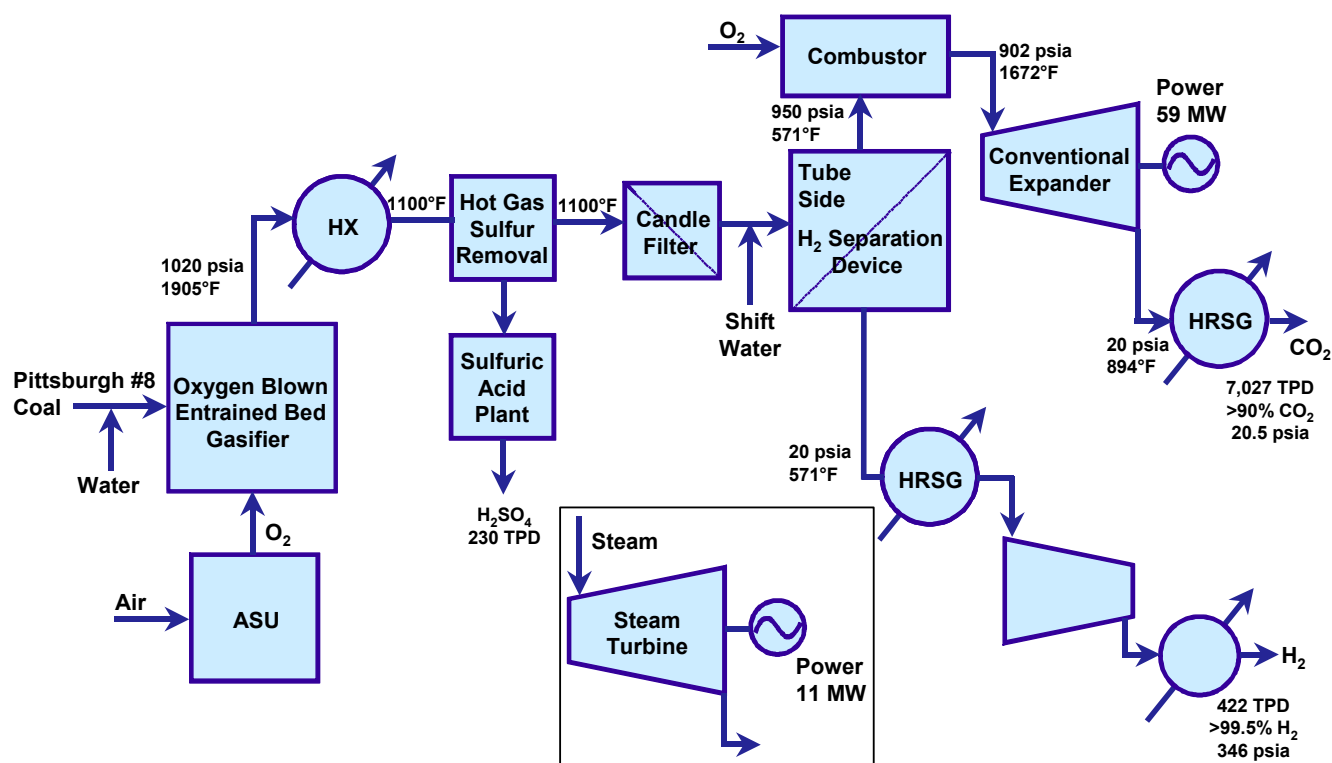 O₂
Combustor
902 psia
1672°F
Power
59 MW
950 psia
571°F
Conventional
Expander
Tube
Side
H₂ Separation
Device
HX
1100°F
Hot Gas
Sulfur
Removal
1100°F
Candle
Filter
1020 psia
1905°F
Shift
Water
HRSG
CO₂
20 psia
894°F
7,027 TPD
>90% CO₂
20.5 psia
Pittsburgh #8
Coal
Oxygen Blown
Entrained Bed
Gasifier
Water
Sulfuric
Acid
Plant
20 psia
571°F
HRSG
H₂SO₄
230 TPD
O₂
Air
ASU
Steam
Steam
Turbine
Power
11 MW
H₂
422 TPD
>99.5% H₂
346 psia